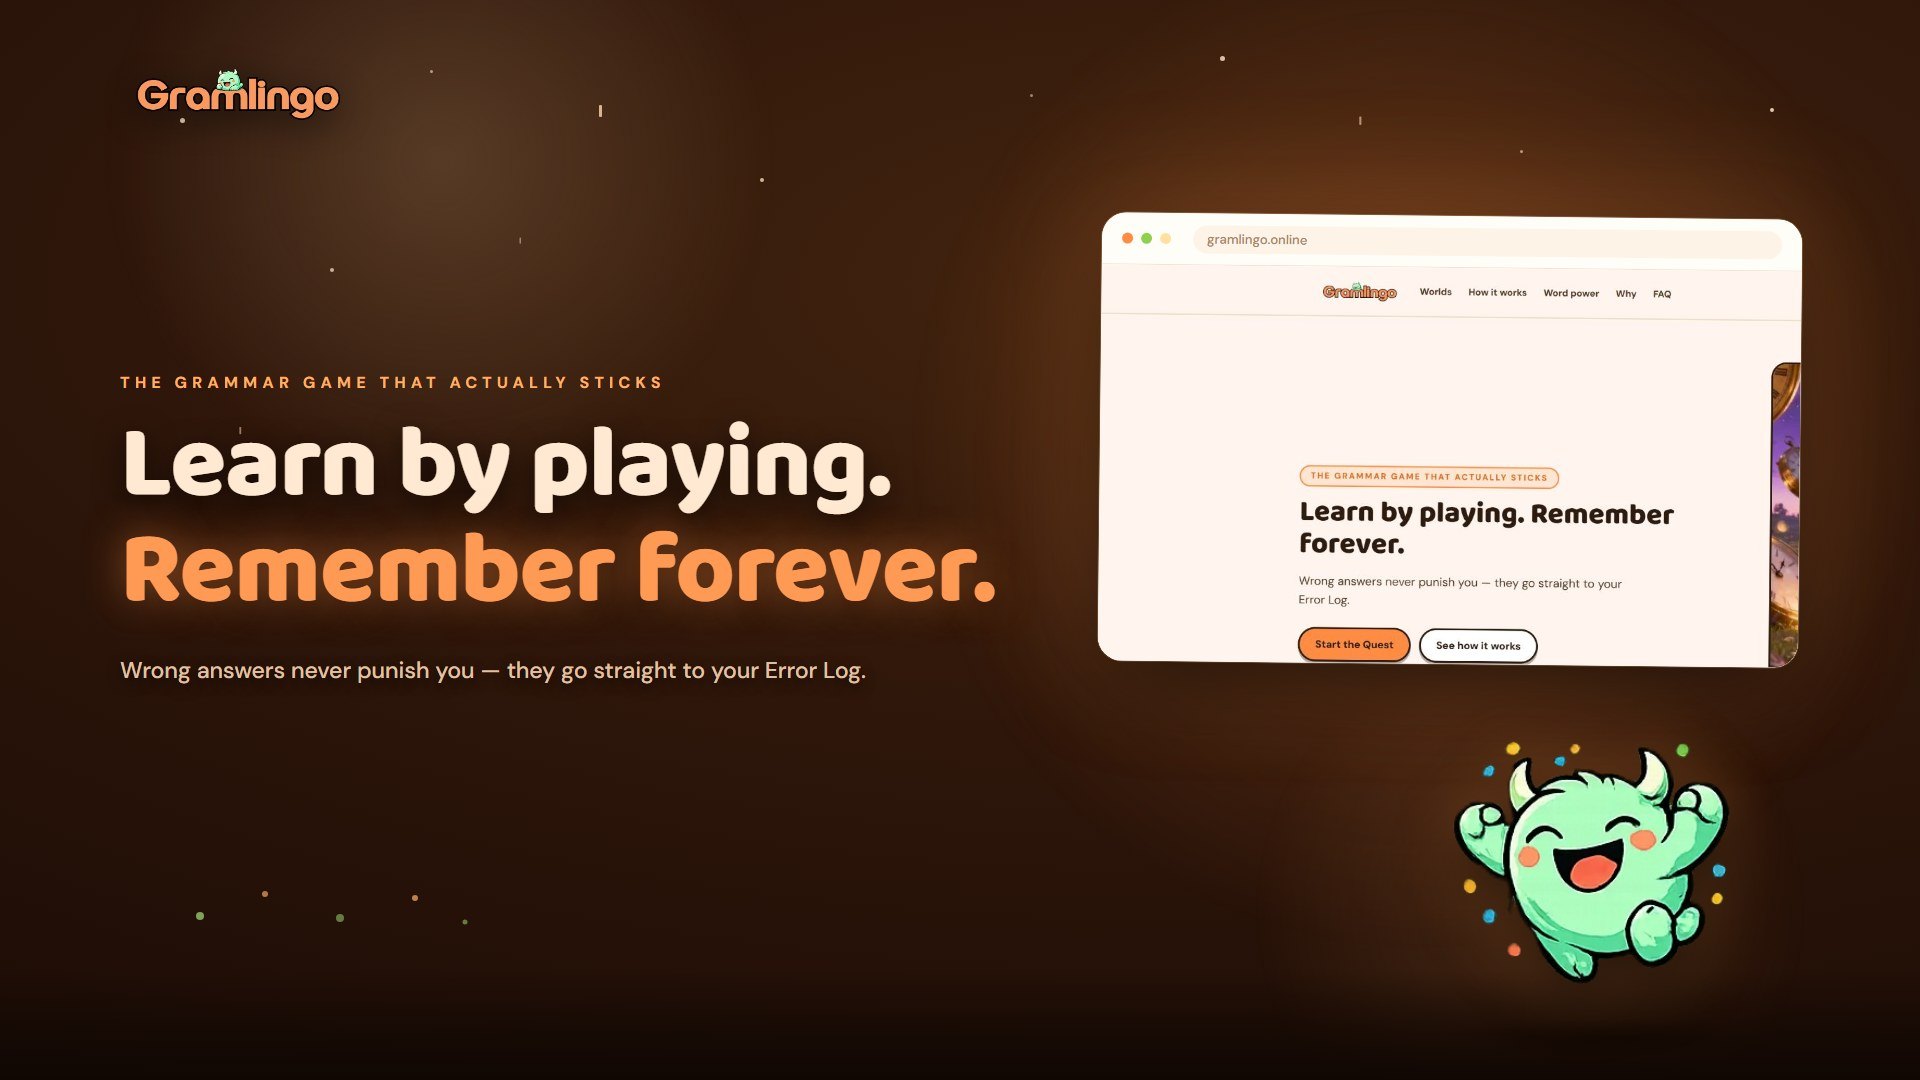 Gramlingo
THE GRAMMAR GAME THAT ACTUALLY STICKS
Learn by playing.
Remember forever.
Wrong answers never punish you — they go straight to your Error Log.
gramlingo.online
Gramlingo Worlds How it works Word power Why FAQ
THE GRAMMAR GAME THAT ACTUALLY STICKS
Learn by playing. Remember
forever.
Wrong answers never punish you — they go straight to your
Error Log.
Start the Quest See how it works